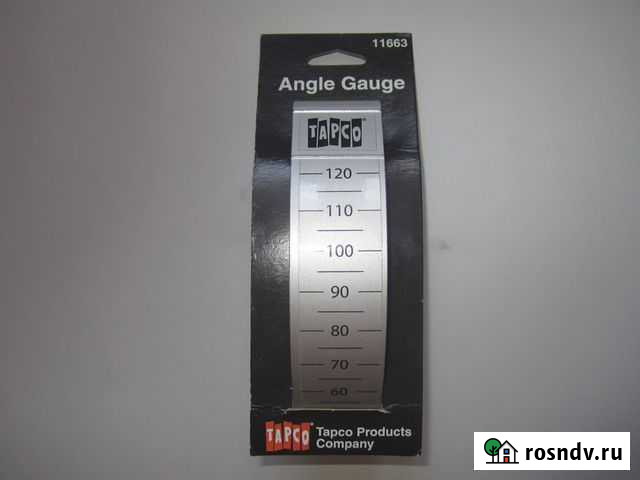 11663
Angle Gauge
TAPCO®
120
110
100
90
80
70
60
TAPCO®
Tapco Products
Company
rosndv.ru